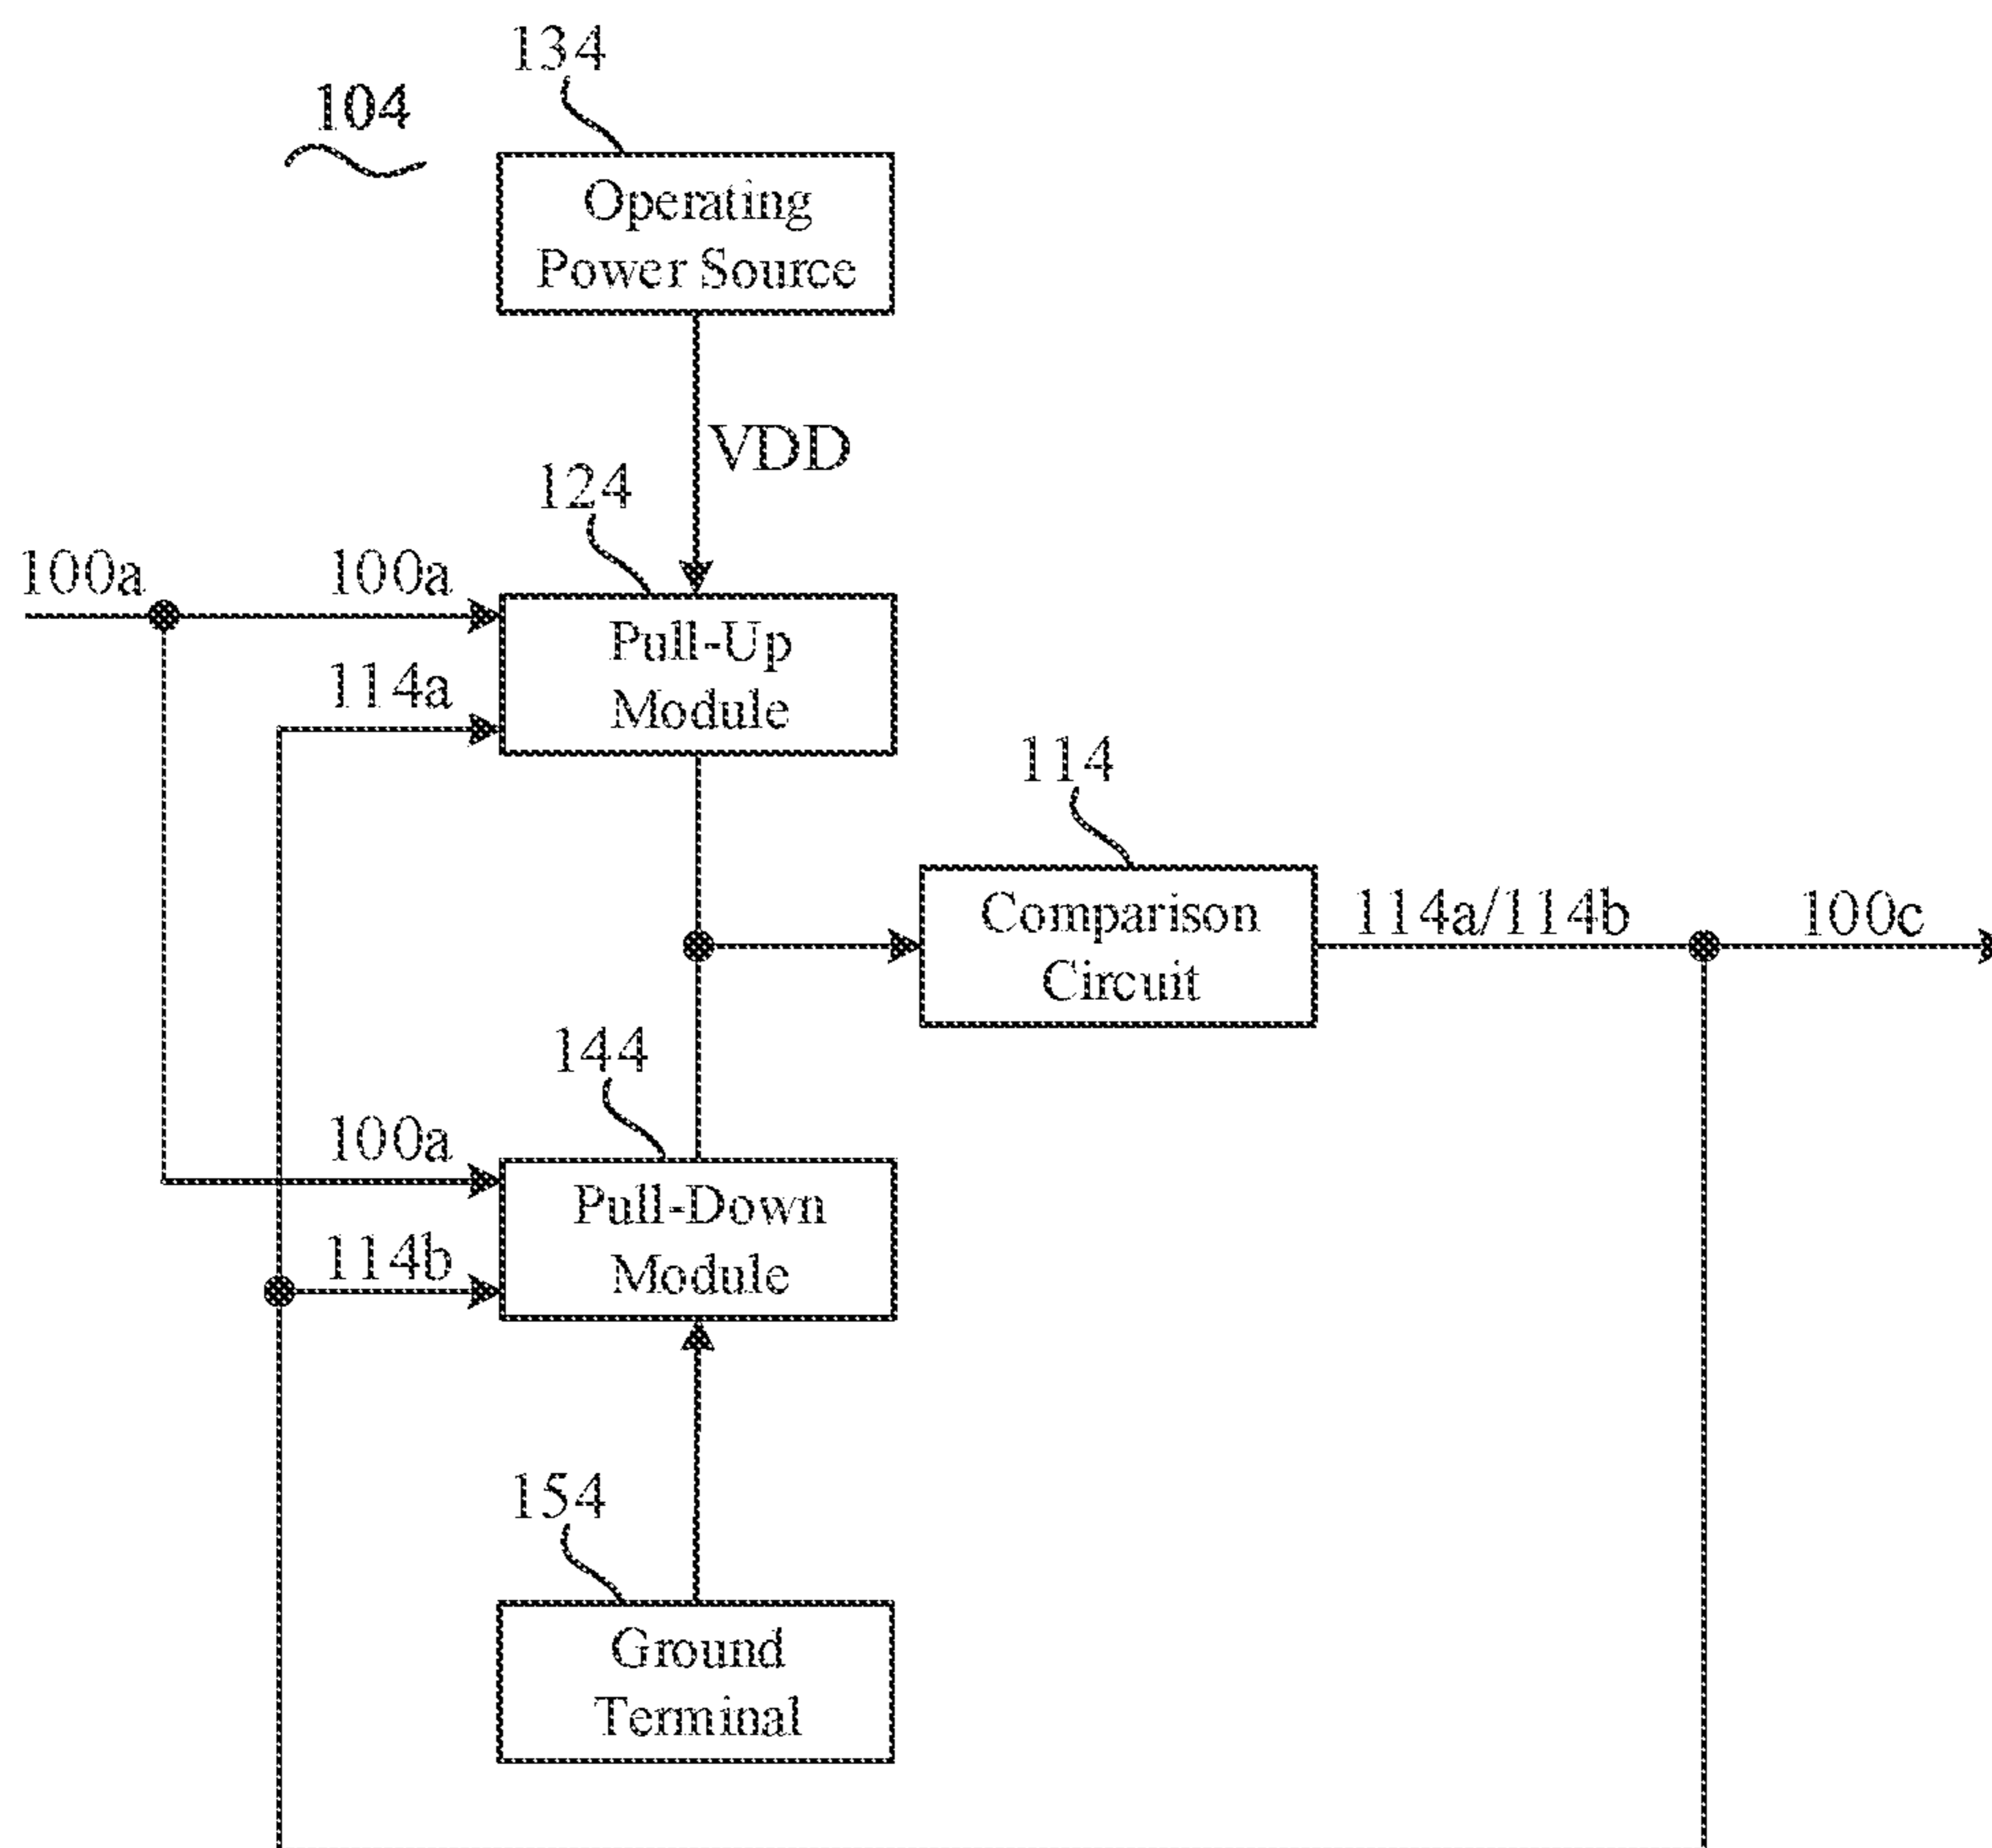 134
104
Operating
Power Source
VDD
124
100a
100a
Pull-Up
Module
114a
114
Comparison
Circuit
114a/114b
100c
144
100a
Pull-Down
Module
114b
154
Ground
Terminal